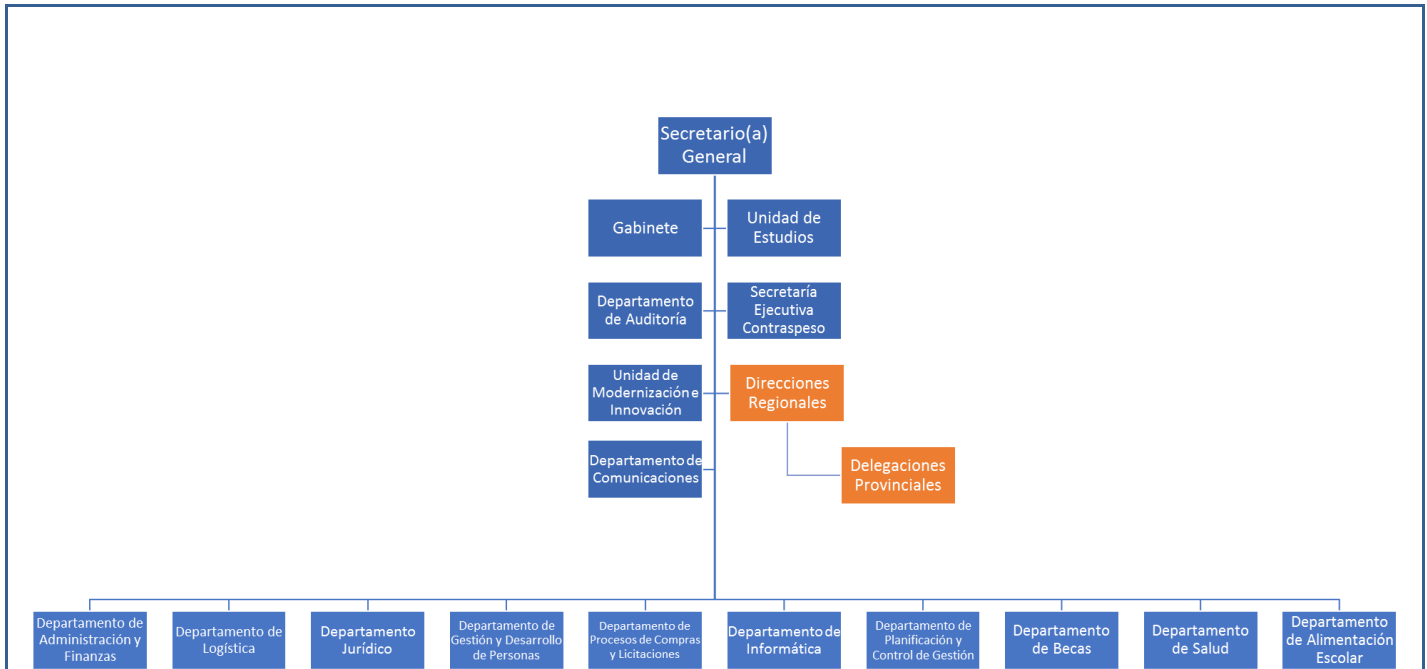 Secretario(a)
General
Gabinete
Unidad de
Estudios
Departamento
de Auditoría
Secretaría
Ejecutiva
Contraspeso
Unidad de
Modernización e
Innovación
Direcciones
Regionales
Departamento de
Comunicaciones
Delegaciones
Provinciales
Departamento de
Administración y
Finanzas
Departamento de
Logística
Departamento
Jurídico
Departamento de
Gestión y Desarrollo
de Personas
Departamento de
Procesos de Compras
y Licitaciones
Departamento de
Informática
Departamento de
Planificación y
Control de Gestión
Departamento
de Becas
Departamento
de Salud
Departamento
de Alimentación
Escolar